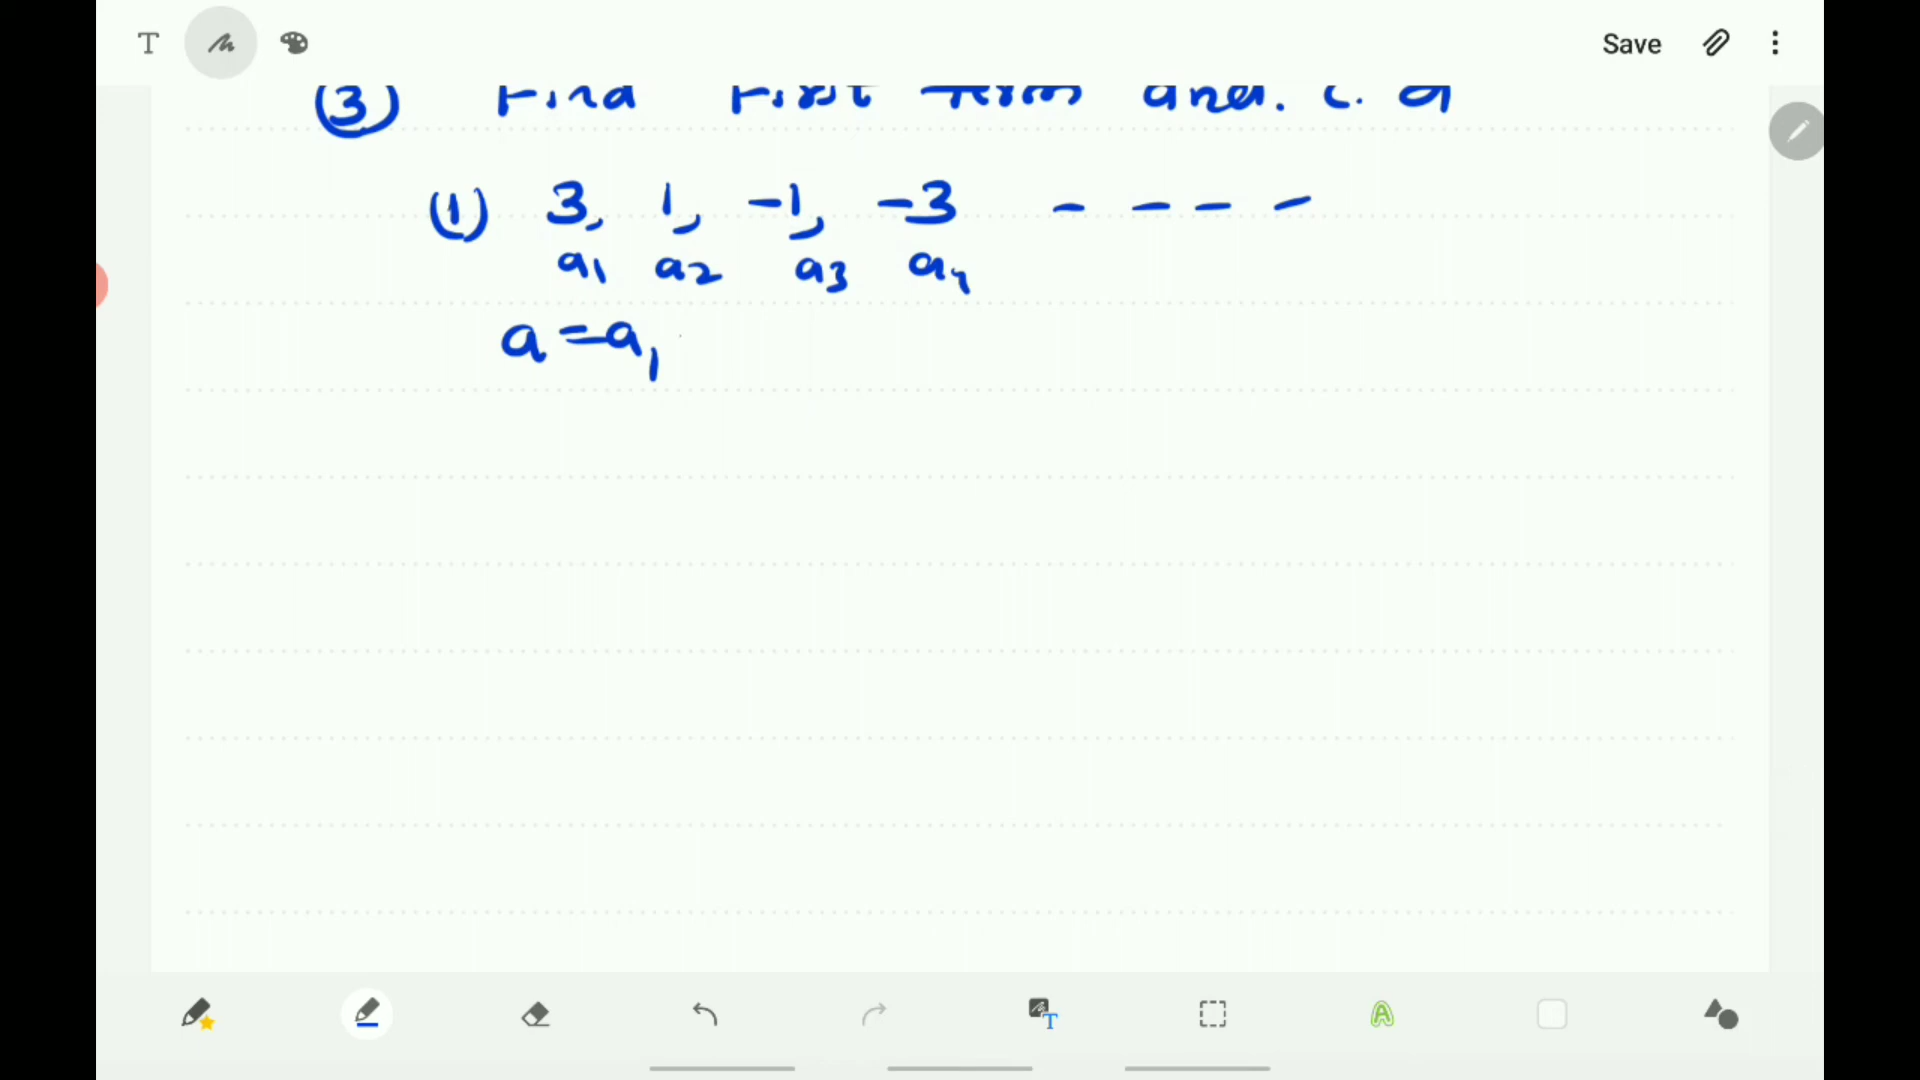 T Save
(3) Find First term and. c. d
(1) 3, 1, -1, -3 - - - -
a1 a2 a3 a4
a = a1
T
A